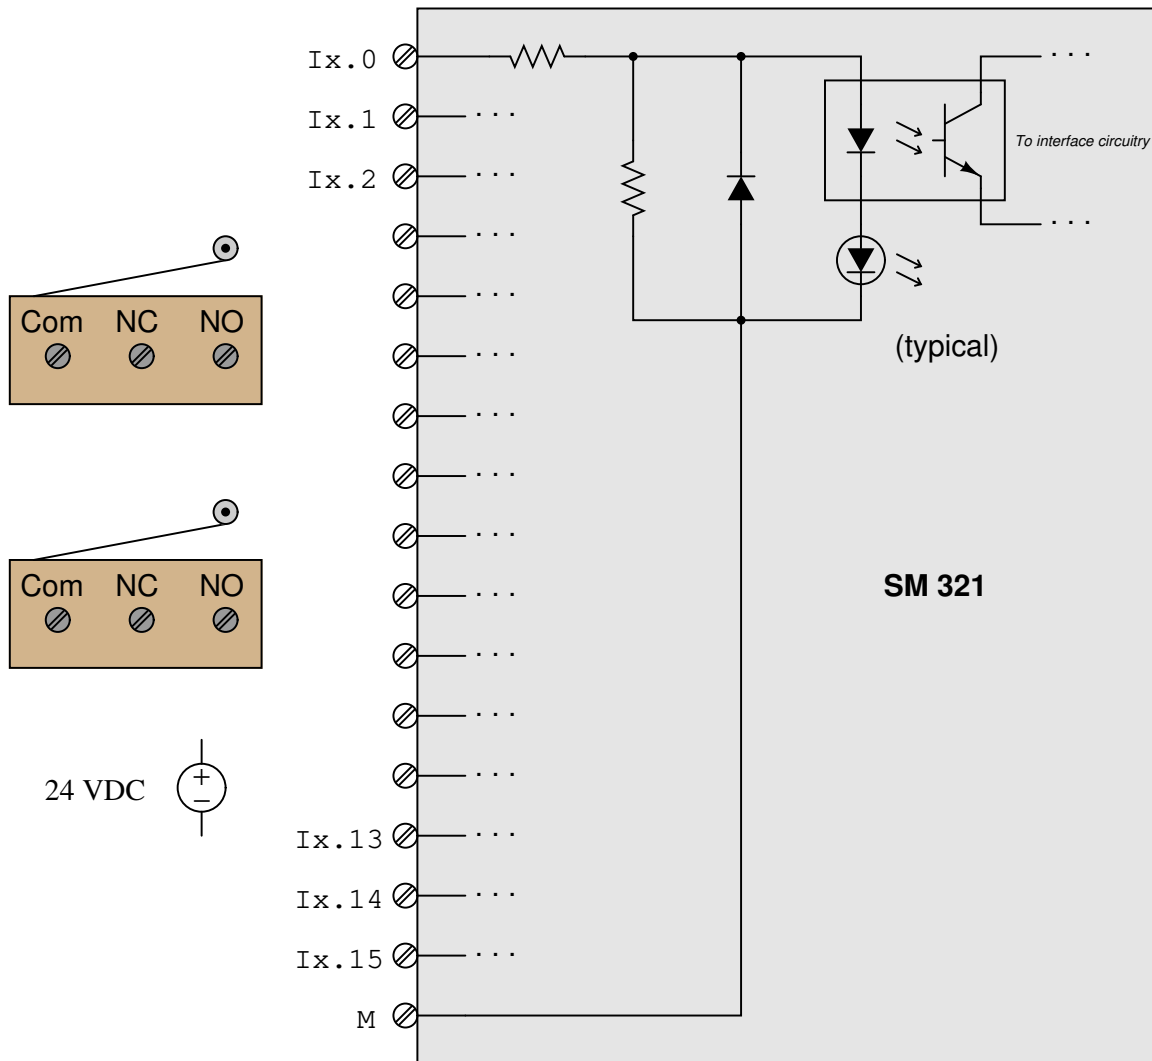 Ix.0
Ix.1
To interface circuitry
Ix.2
Com NC NO
(typical)
Com NC NO
SM 321
24 VDC
+
−
Ix.13
Ix.14
Ix.15
M